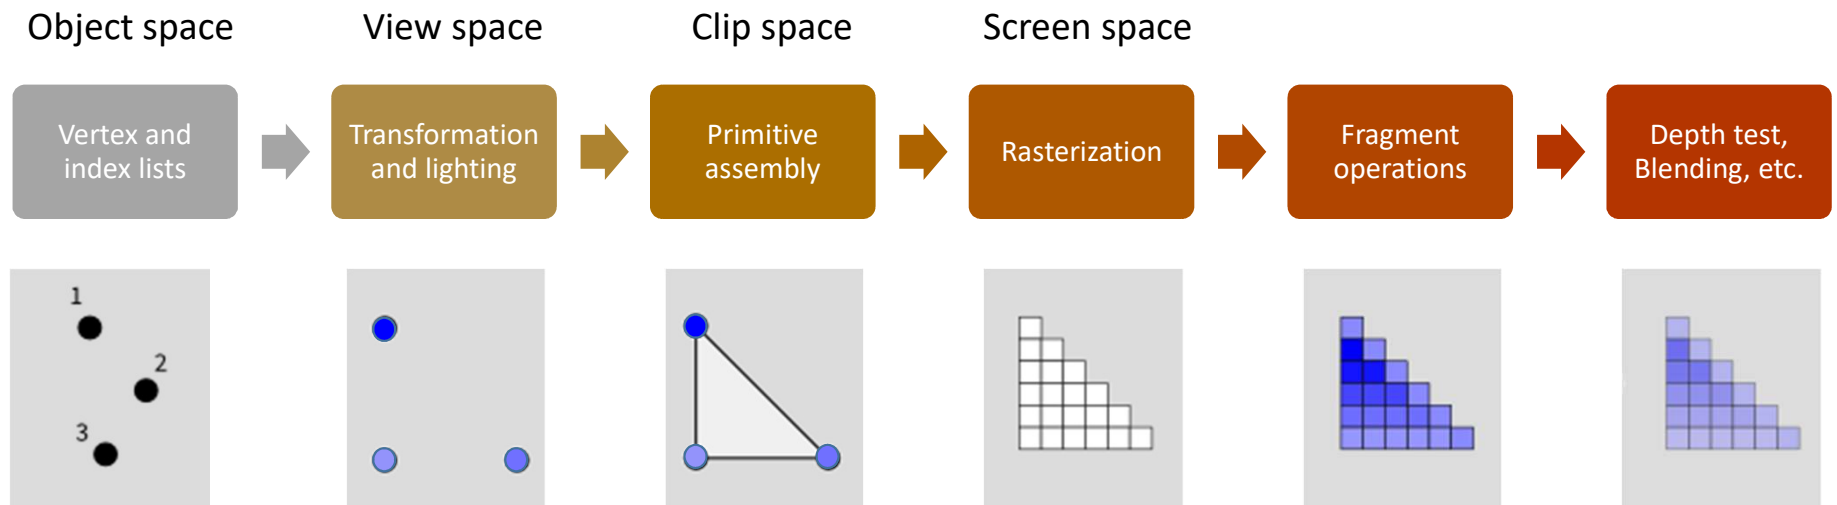 Object space
View space
Clip space
Screen space
Vertex and
index lists
Transformation
and lighting
Primitive
assembly
Rasterization
Fragment
operations
Depth test,
Blending, etc.
1
2
3